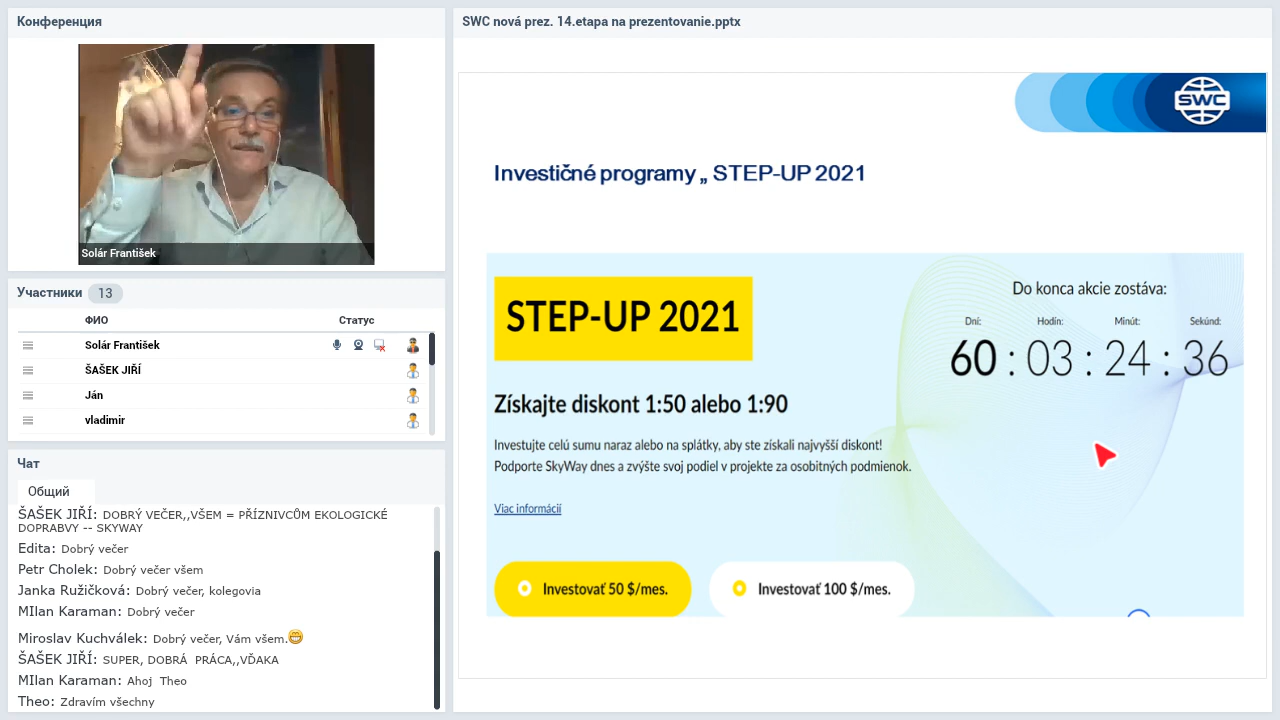 Конференция
Solár František
Участники 13
ФИО Статус
Solár František
ŠAŠEK JIŘÍ
Ján
vladimir
Чат
Общий
ŠAŠEK JIŘÍ: DOBRÝ VEČER,,VŠEM = PŘÍZNIVCŮM EKOLOGICKÉ
DOPRABVY -- SKYWAY
Edita: Dobrý večer
Petr Cholek: Dobrý večer všem
Janka Ružičková: Dobrý večer, kolegovia
MIlan Karaman: Dobrý večer
Miroslav Kuchválek: Dobrý večer, Vám všem.
ŠAŠEK JIŘÍ: SUPER, DOBRÁ PRÁCA,,VĎAKA
MIlan Karaman: Ahoj Theo
Theo: Zdravím všechny
SWC nová prez. 14.etapa na prezentovanie.pptx
SWC
Investičné programy „ STEP-UP 2021
STEP-UP 2021
Do konca akcie zostáva:
Dní: Hodín: Minút: Sekúnd:
60 : 03 : 24 : 36
Získajte diskont 1:50 alebo 1:90
Investujte celú sumu naraz alebo na splátky, aby ste získali najvyšší diskont!
Podporte SkyWay dnes a zvýšte svoj podiel v projekte za osobitných podmienok.
Viac informácií
Investovať 50 $/mes. Investovať 100 $/mes.